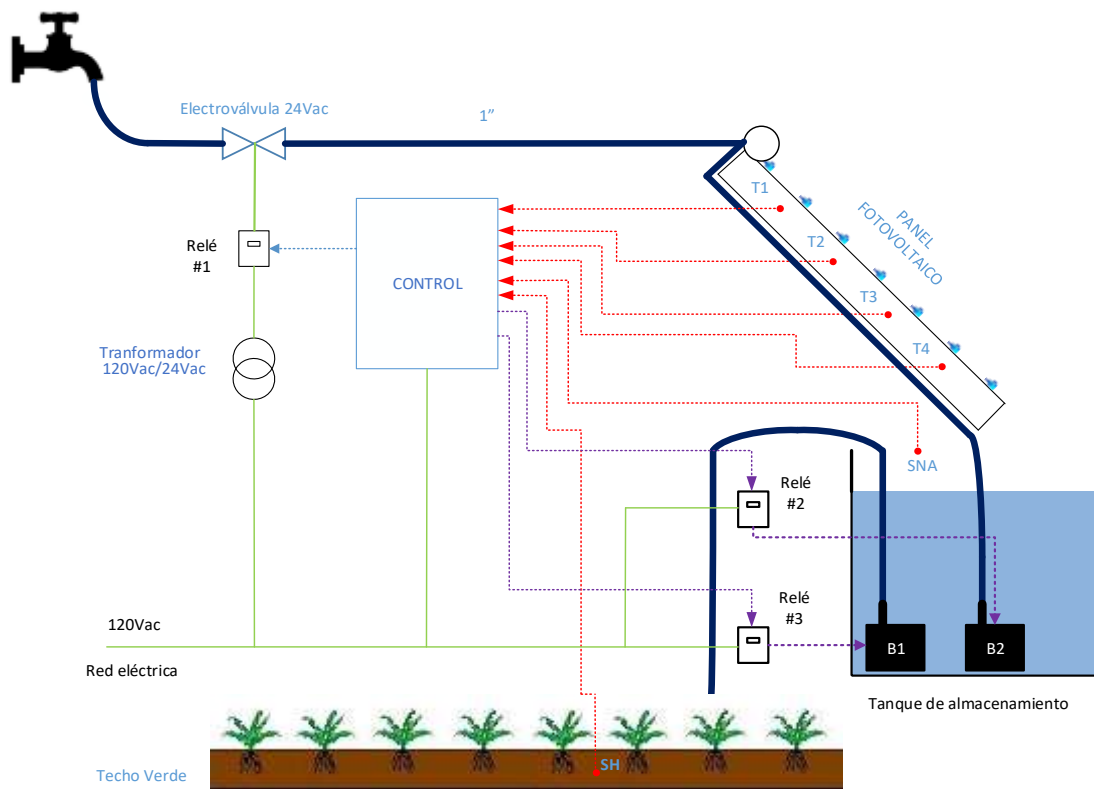 Electroválvula 24Vac
1”
T1
PANEL
FOTOVOLTAICO
T2
Relé
#1
CONTROL
T3
Tranformador
120Vac/24Vac
T4
SNA
Relé
#2
Relé
#3
120Vac
B1
B2
Red eléctrica
Tanque de almacenamiento
SH
Techo Verde